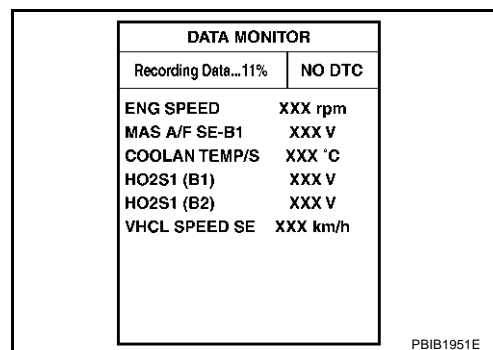 DATA MONITOR
Recording Data...11% NO DTC
ENG SPEED XXX rpm
MAS A/F SE-B1 XXX V
COOLAN TEMP/S XXX °C
HO2S1 (B1) XXX V
HO2S1 (B2) XXX V
VHCL SPEED SE XXX km/h
PBIB1951E